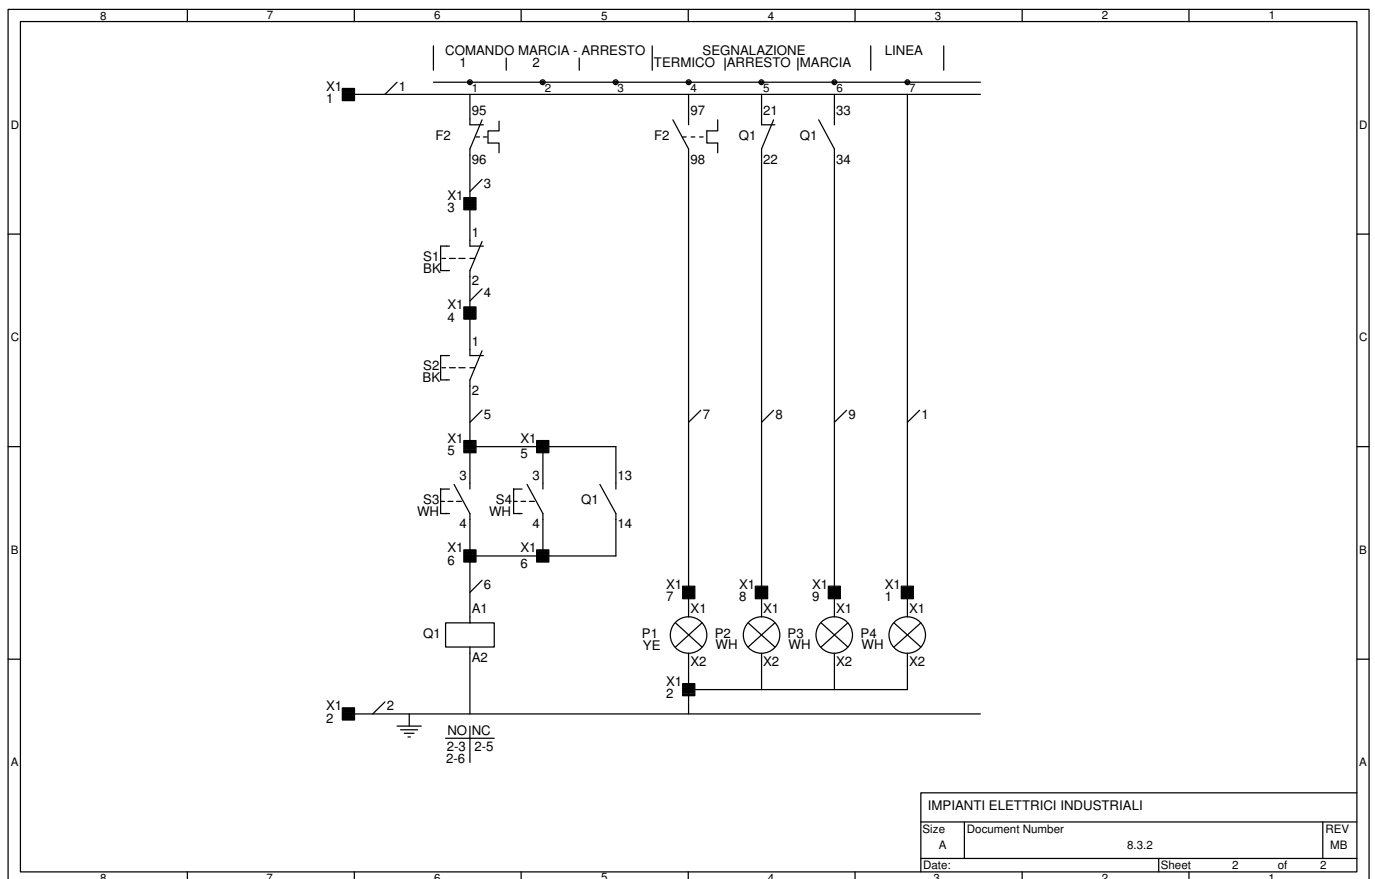 8 7 6 5 4 3 2 1
COMANDO MARCIA - ARRESTO SEGNALAZIONE LINEA
1 2 TERMICO ARRESTO MARCIA
X1 1
1 1 2 3 4 5 6 7
95 97 21 33
D F2 F2 Q1 Q1 D
96 98 22 34
3
X1
3
1
S1
BK
2
4
X1
4
C C
1
S2
BK
2
5 7 8 9 1
X1 X1
5 5
3 3 13
S3 S4 Q1
WH WH
4 4 14
B B
X1 X1
6 6
6 X1 X1 X1 X1
7 8 9 1
A1 X1 X1 X1 X1
Q1 P1 P2 P3 P4
YE WH WH WH
A2 X2 X2 X2 X2
X1
2
X1 2
2
NO NC
2-3 2-5
2-6
A A
IMPIANTI ELETTRICI INDUSTRIALI
Size Document Number REV
A 8.3.2 MB
Date: Sheet 2 of 2
8 7 6 5 4 3 2 1